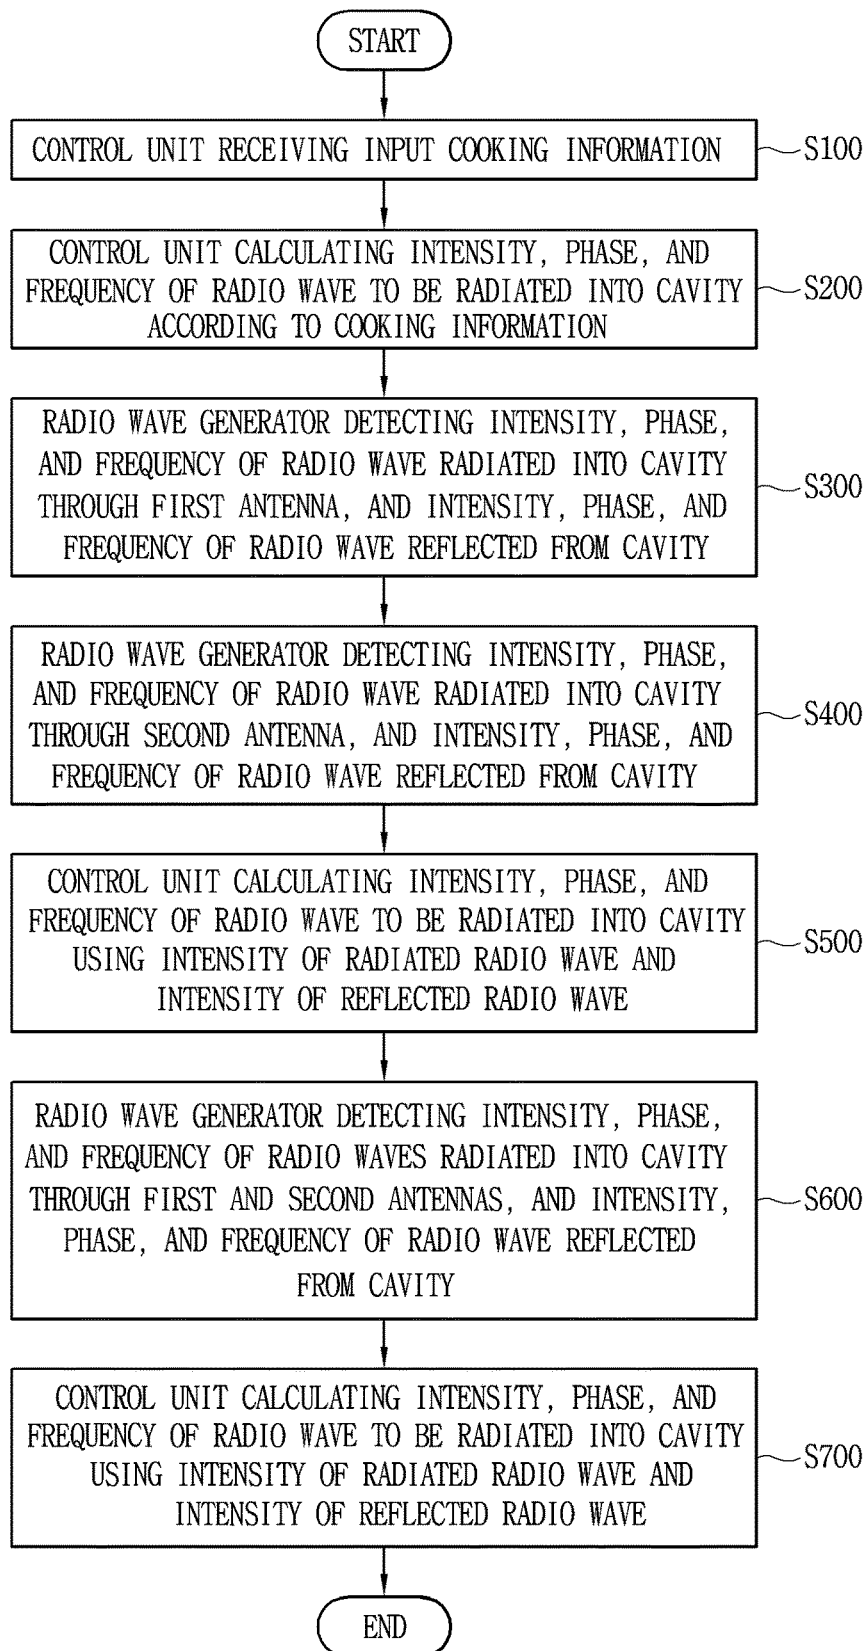 START
CONTROL UNIT RECEIVING INPUT COOKING INFORMATION
S100
CONTROL UNIT CALCULATING INTENSITY, PHASE, AND
FREQUENCY OF RADIO WAVE TO BE RADIATED INTO CAVITY
ACCORDING TO COOKING INFORMATION
S200
RADIO WAVE GENERATOR DETECTING INTENSITY, PHASE,
AND FREQUENCY OF RADIO WAVE RADIATED INTO CAVITY
THROUGH FIRST ANTENNA, AND INTENSITY, PHASE, AND
FREQUENCY OF RADIO WAVE REFLECTED FROM CAVITY
S300
RADIO WAVE GENERATOR DETECTING INTENSITY, PHASE,
AND FREQUENCY OF RADIO WAVE RADIATED INTO CAVITY
THROUGH SECOND ANTENNA, AND INTENSITY, PHASE, AND
FREQUENCY OF RADIO WAVE REFLECTED FROM CAVITY
S400
CONTROL UNIT CALCULATING INTENSITY, PHASE, AND
FREQUENCY OF RADIO WAVE TO BE RADIATED INTO CAVITY
USING INTENSITY OF RADIATED RADIO WAVE AND
INTENSITY OF REFLECTED RADIO WAVE
S500
RADIO WAVE GENERATOR DETECTING INTENSITY, PHASE,
AND FREQUENCY OF RADIO WAVES RADIATED INTO CAVITY
THROUGH FIRST AND SECOND ANTENNAS, AND INTENSITY,
PHASE, AND FREQUENCY OF RADIO WAVE REFLECTED
FROM CAVITY
S600
CONTROL UNIT CALCULATING INTENSITY, PHASE, AND
FREQUENCY OF RADIO WAVE TO BE RADIATED INTO CAVITY
USING INTENSITY OF RADIATED RADIO WAVE AND
INTENSITY OF REFLECTED RADIO WAVE
S700
END